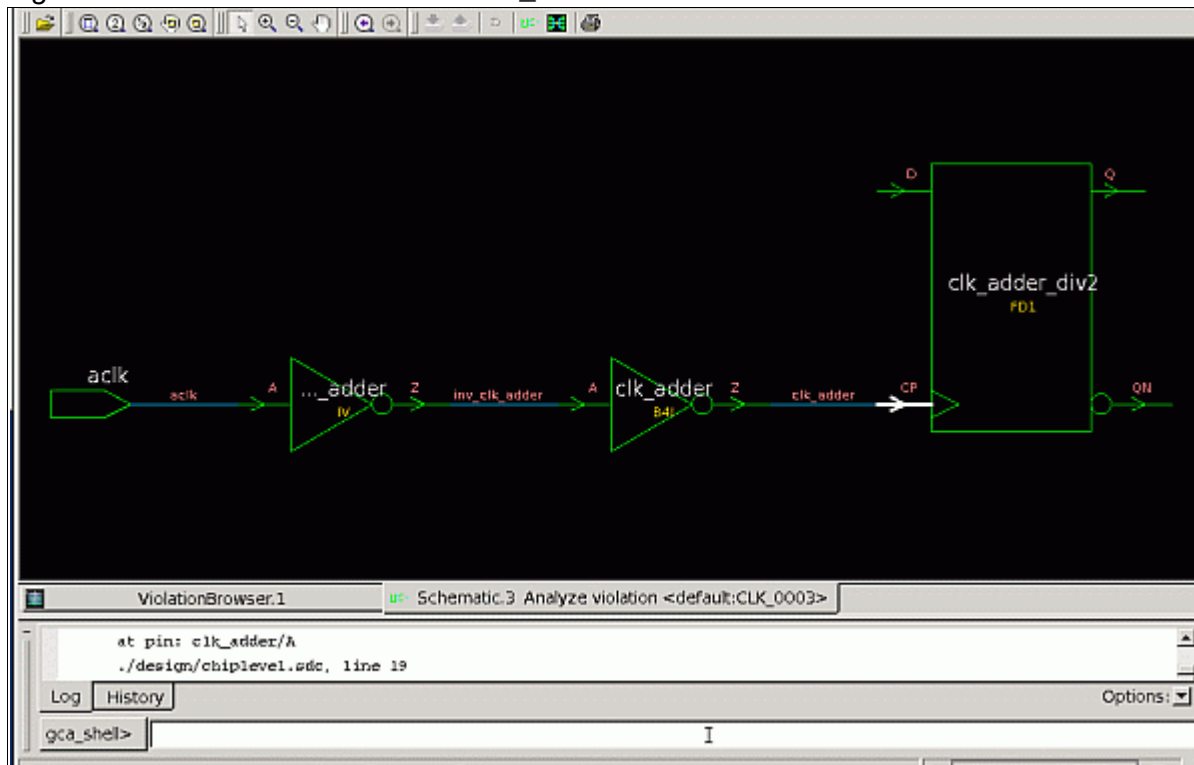 D
Q
clk_adder_div2
FD1
aclk
aclk
A
..._adder
IV
Z
inv_clk_adder
A
clk_adder
B4I
Z
clk_adder
CP
QN
ViolationBrowser.1
Schematic.3 Analyze violation <default:CLK_0003>
at pin: clk_adder/A
./design/chiplevel.sdc, line 19
Log
History
Options:
gca_shell>